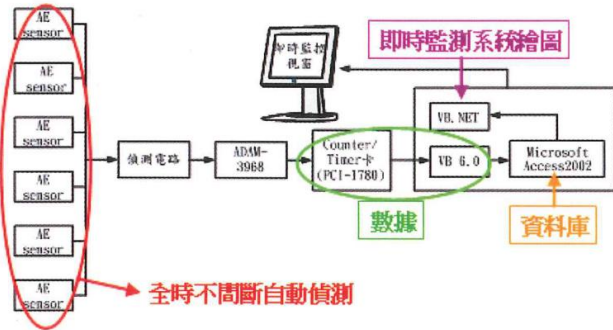 AE
sensor
AE
sensor
AE
sensor
AE
sensor
AE
sensor
AE
sensor
偵測電路
ADAM-
3968
Counter/
Timer卡
(PCI-1780)
即時監控
視窗
即時監測系統繪圖
VB.NET
VB 6.0
Microsoft
Access2002
數據
資料庫
全時不間斷自動偵測